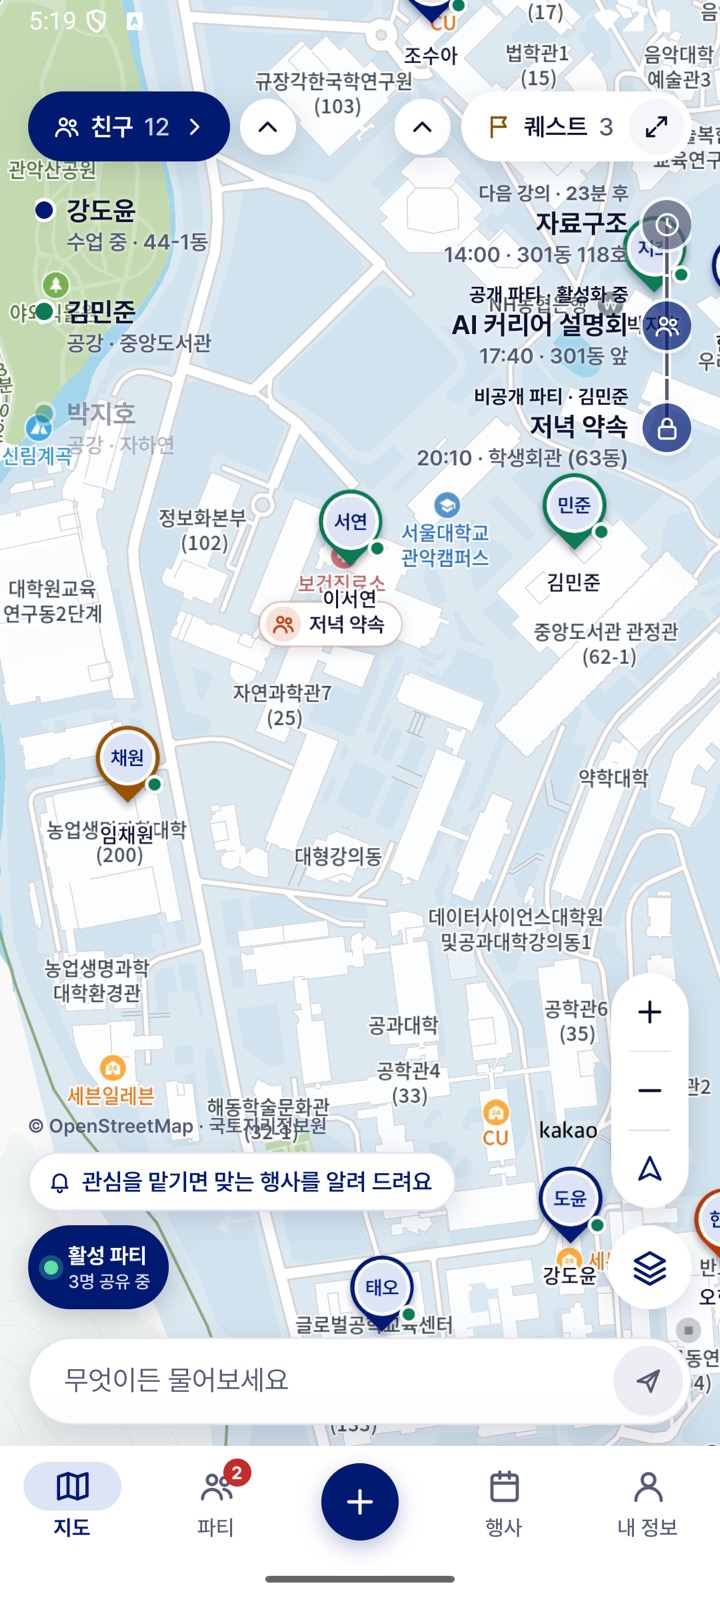 5:19
A
CU
(17)
조수아
법학관1
(15)
음악대학
예술관3
규장각한국학연구원
(103)
친구 12
퀘스트 3
관악산공원
강도윤
수업 중 · 44-1동
김민준
공강 · 중앙도서관
박지호
공강 · 자하연
신림계곡
다음 강의 · 23분 후
자료구조
14:00 · 301동 118호
공개 파티 · 활성화 중
AI 커리어 설명회
17:40 · 301동 앞
비공개 파티 · 김민준
저녁 약속
20:10 · 학생회관 (63동)
NH농협은행
정보화본부
(102)
서연
서울대학교
관악캠퍼스
민준
김민준
보건진료소
이서연
저녁 약속
대학원교육
연구동2단계
중앙도서관 관정관
(62-1)
자연과학관7
(25)
채원
임채원
(200)
약학대학
대형강의동
데이터사이언스대학원
및공과대학강의동1
농업생명과학
대학환경관
공학관6
(35)
공과대학
공학관4
(33)
세븐일레븐
해동학술문화관
(32-1)
© OpenStreetMap · 국토지리정보원
CU
kakao
관심을 맡기면 맞는 행사를 알려 드려요
도윤
강도윤
활성 파티
3명 공유 중
태오
글로벌공학교육센터
무엇이든 물어보세요
(133)
지도
파티
2
행사
내 정보